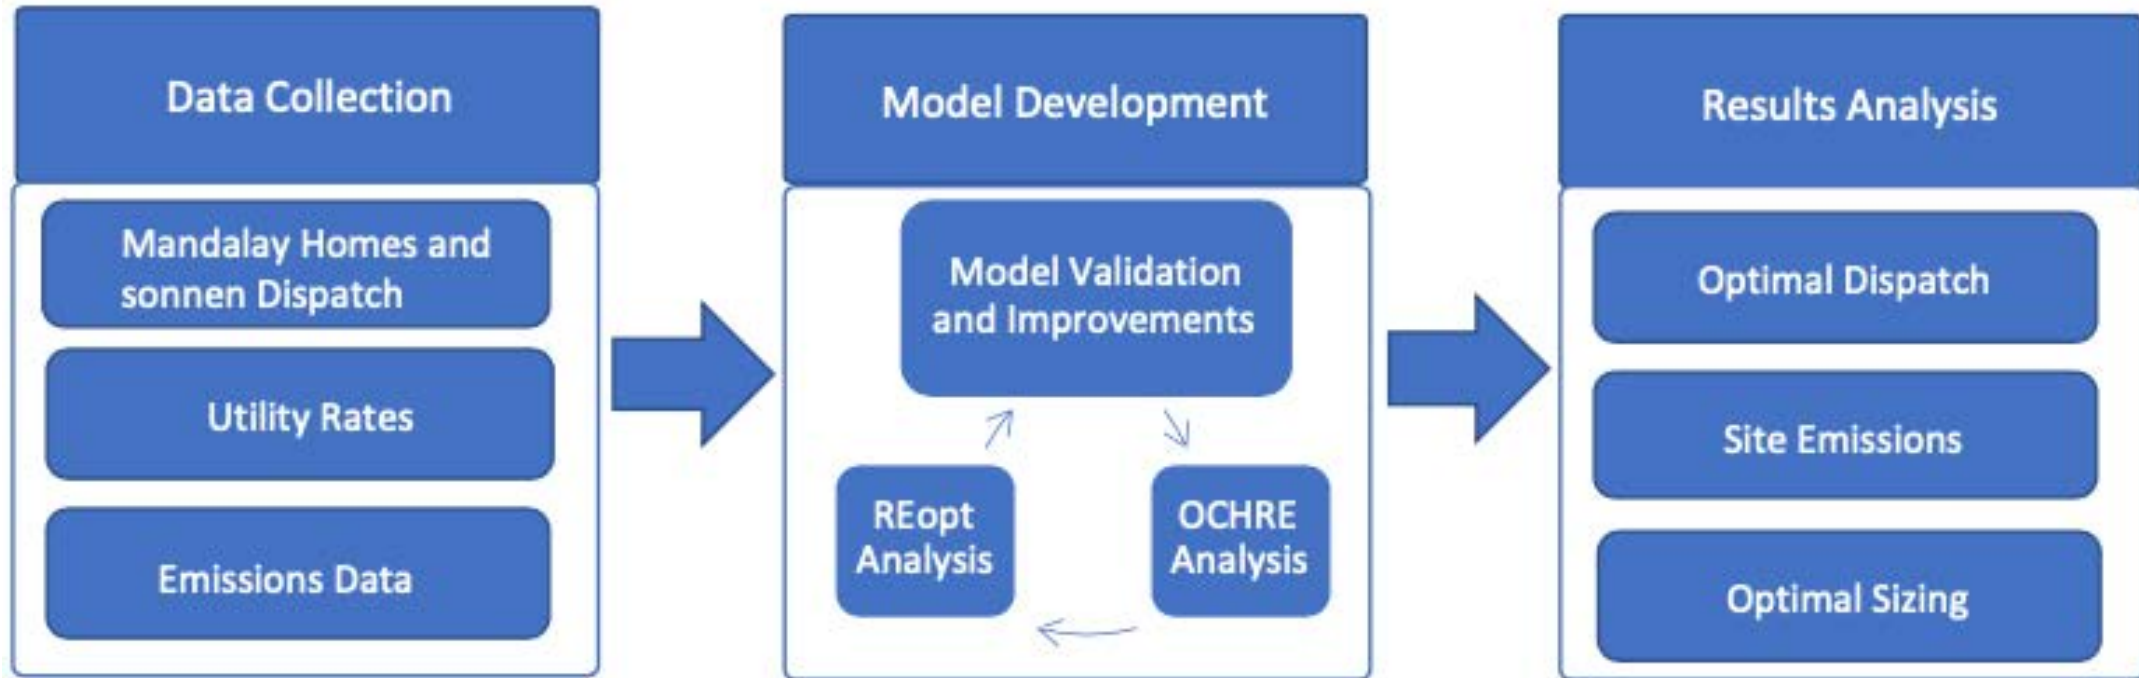 Data Collection
Mandalay Homes and
sonnen Dispatch
Utility Rates
Emissions Data
Model Development
Model Validation
and Improvements
REopt
Analysis
OCHRE
Analysis
Results Analysis
Optimal Dispatch
Site Emissions
Optimal Sizing